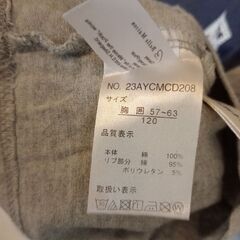 NO. 23AYCMCD208
サイズ
胸囲 57~63
120
品質表示
本体 綿 100%
リブ部分 綿 95%
ポリウレタン 5%
取扱い表示